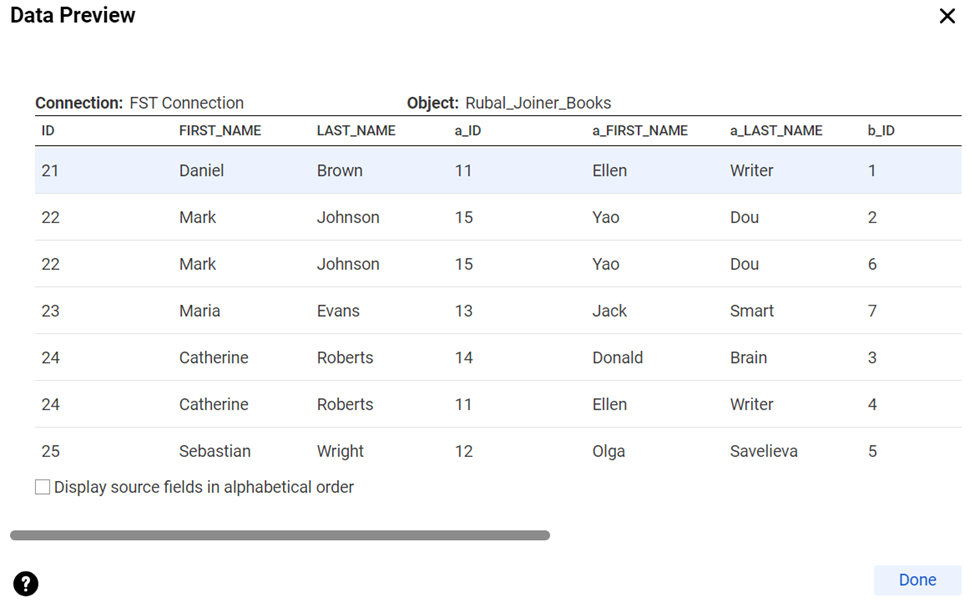 Data Preview
Connection: FST Connection Object: Rubal_Joiner_Books
ID FIRST_NAME LAST_NAME a_ID a_FIRST_NAME a_LAST_NAME b_ID
21 Daniel Brown 11 Ellen Writer 1
22 Mark Johnson 15 Yao Dou 2
22 Mark Johnson 15 Yao Dou 6
23 Maria Evans 13 Jack Smart 7
24 Catherine Roberts 14 Donald Brain 3
24 Catherine Roberts 11 Ellen Writer 4
25 Sebastian Wright 12 Olga Savelieva 5
Display source fields in alphabetical order
?
Done